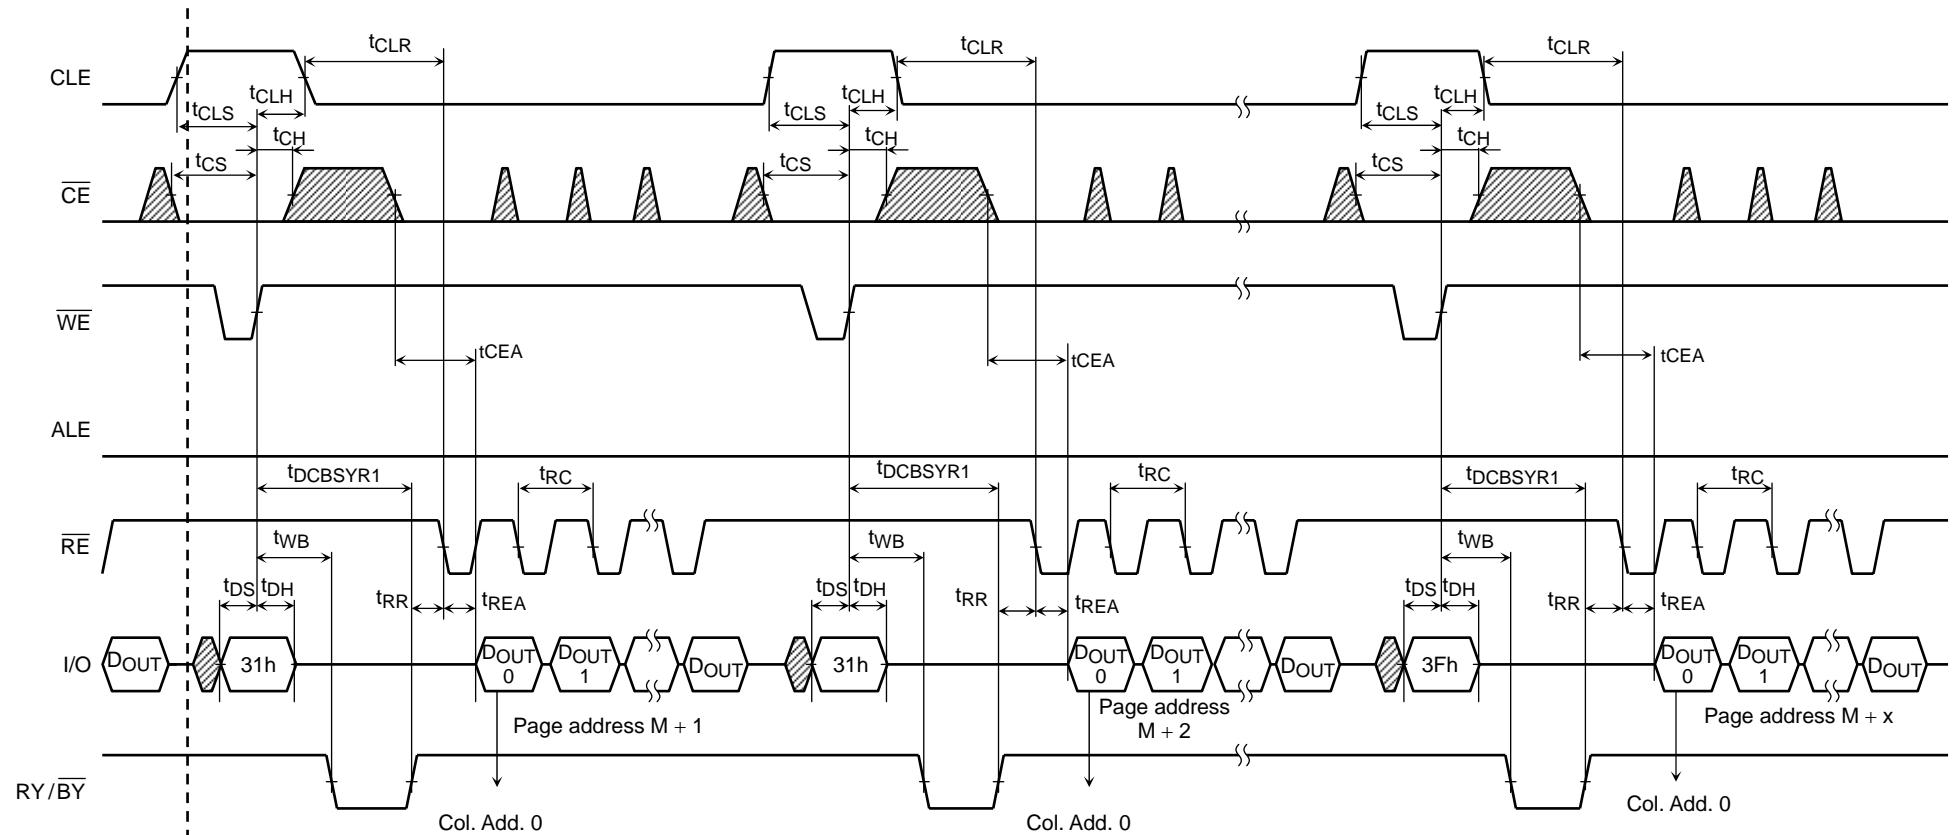 tCLR tCLR tCLR
CLE
tCLH tCLH tCLH
tCLS tCLS tCLS
tCH tCH tCH
tCS tCS tCS
CE
WE
tCEA tCEA tCEA
ALE
tDCBSYR1 tDCBSYR1 tDCBSYR1
tRC tRC tRC
RE
tWB tWB tWB
tDS tDH tDS tDH tDS tDH
tRR tREA tRR tREA tRR tREA
I/O DOUT 31h DOUT 0 DOUT 1 DOUT 31h DOUT 0 DOUT 1 DOUT 3Fh DOUT 0 DOUT 1 DOUT
Page address M + 1
Page address
M + 2
Page address M + x
RY/BY
Col. Add. 0 Col. Add. 0 Col. Add. 0